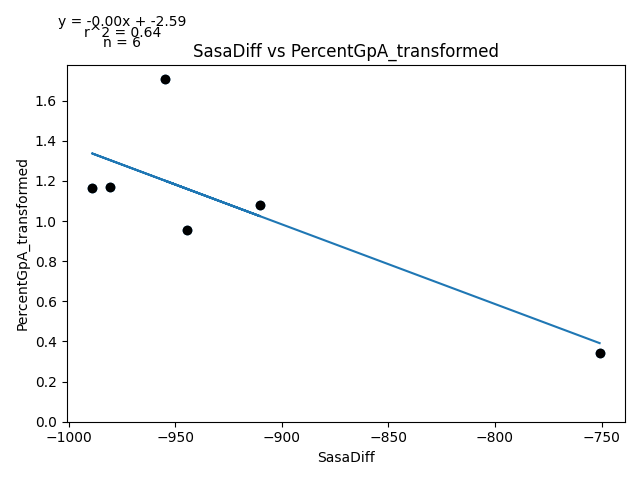 y = -0.00x + -2.59
r^2 = 0.64
n = 6
SasaDiff vs PercentGpA_transformed
PercentGpA_transformed
1.6
1.4
1.2
1.0
0.8
0.6
0.4
0.2
0.0
−1000 −950 −900 −850 −800 −750
SasaDiff